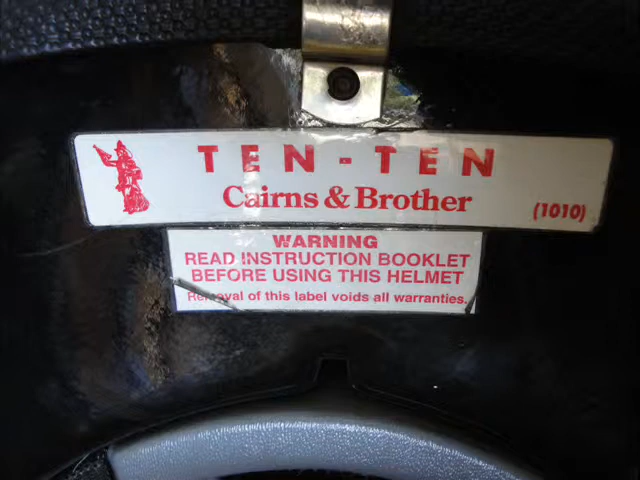 TEN-TEN
Cairns & Brother
(1010)
WARNING
READ INSTRUCTION BOOKLET
BEFORE USING THIS HELMET
Removal of this label voids all warranties.